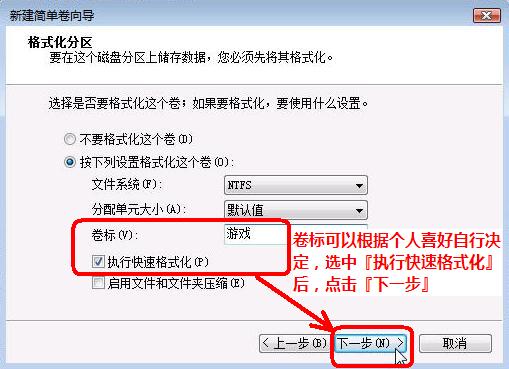 新建简单卷向导
格式化分区
要在这个磁盘分区上储存数据，您必须先将其格式化。
选择是否要格式化这个卷；如果要格式化，要使用什么设置。
不要格式化这个卷(D)
按下列设置格式化这个卷(O):
文件系统(F): NTFS
分配单元大小(A): 默认值
卷标(V): 游戏
执行快速格式化(P)
启用文件和文件夹压缩(E)
卷标可以根据个人喜好自行决
定，选中『执行快速格式化』
后，点击『下一步』
< 上一步(B) 下一步(N) > 取消